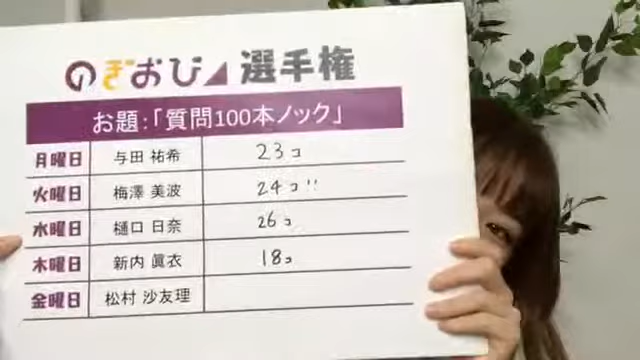 のぎおび⊿選手権
お題:「質問100本ノック」
月曜日 与田 祐希 23コ
火曜日 梅澤 美波 24コ!!
水曜日 樋口 日奈 26コ
木曜日 新内 眞衣 18コ
金曜日 松村 沙友理